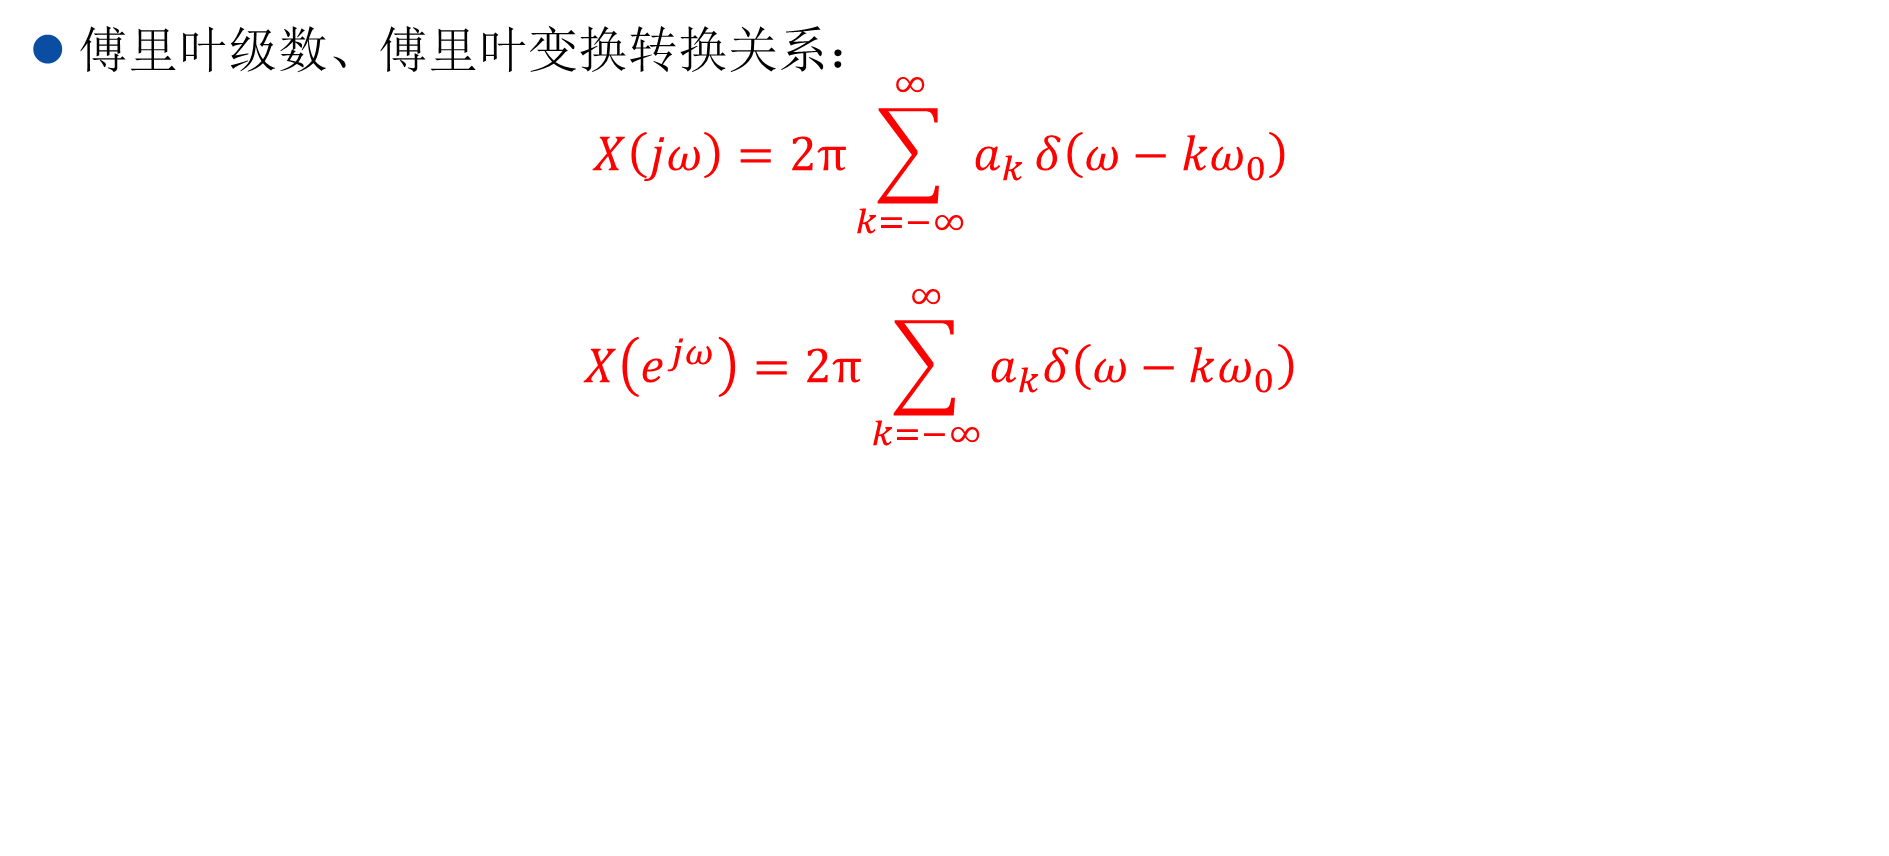 ● 傅里叶级数、傅里叶变换转换关系：
X(jω) = 2π ∑_{k=−∞}^{∞} a_k δ(ω − kω_0)
X(e^{jω}) = 2π ∑_{k=−∞}^{∞} a_k δ(ω − kω_0)